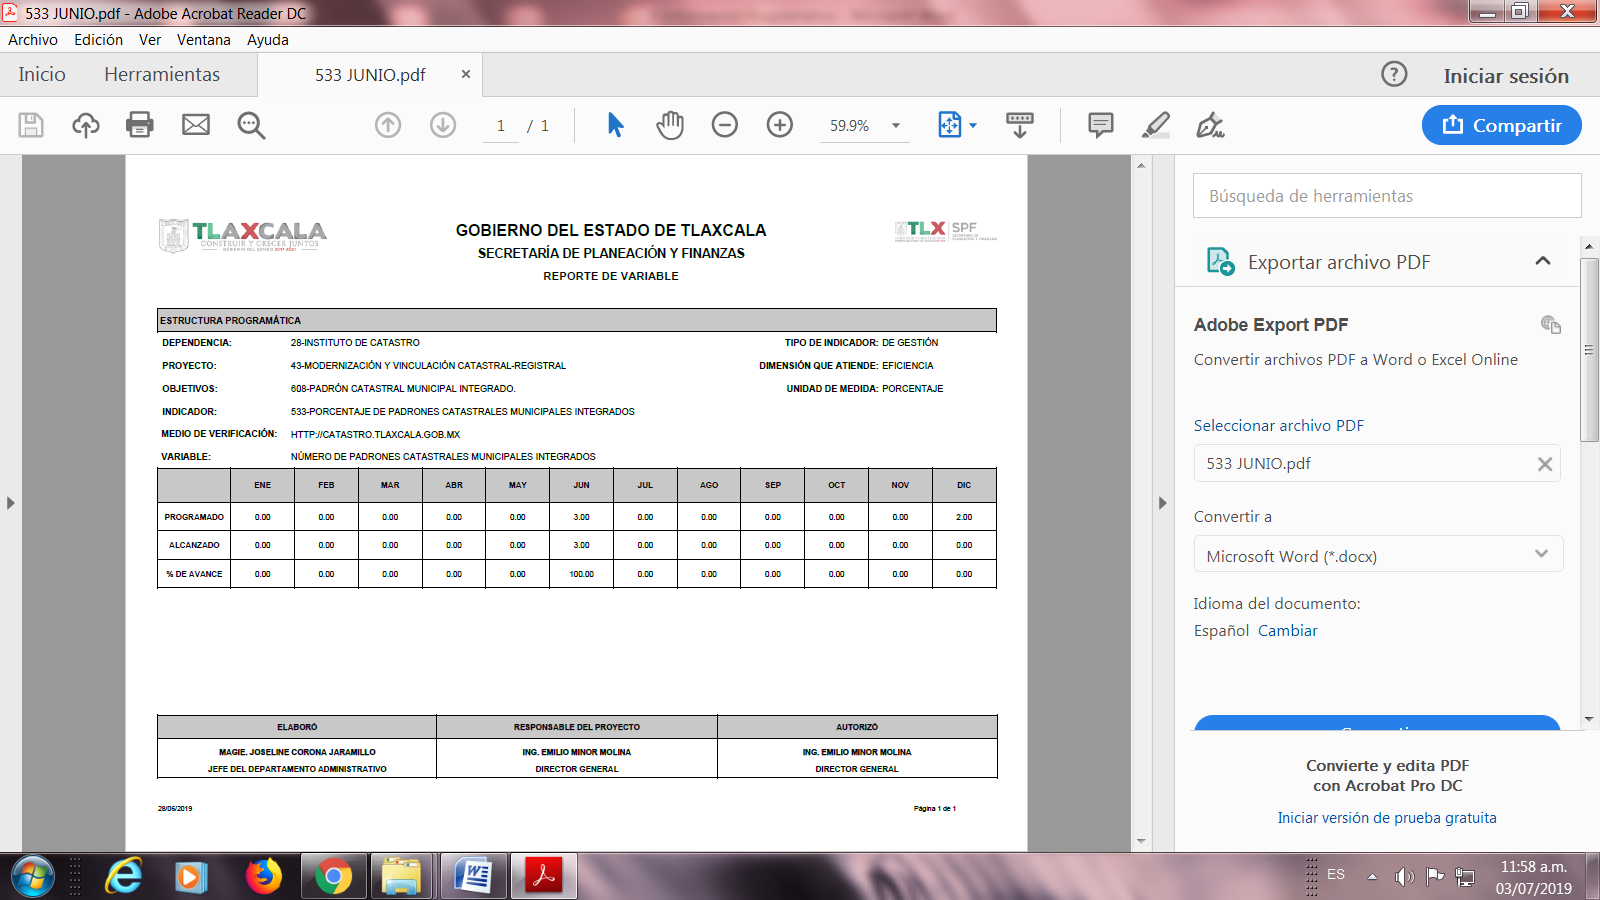 533 JUNIO.pdf - Adobe Acrobat Reader DC
Archivo Edición Ver Ventana Ayuda
Inicio Herramientas 533 JUNIO.pdf × Iniciar sesión
1 / 1 59.9% Compartir
TLAXCALA
CONSTRUIR Y CRECER JUNTOS
GOBIERNO DEL ESTADO DE TLAXCALA
SECRETARÍA DE PLANEACIÓN Y FINANZAS
REPORTE DE VARIABLE
TLX SPF
ESTRUCTURA PROGRAMÁTICA
DEPENDENCIA: 28-INSTITUTO DE CATASTRO TIPO DE INDICADOR: DE GESTIÓN
PROYECTO: 43-MODERNIZACIÓN Y VINCULACIÓN CATASTRAL-REGISTRAL DIMENSIÓN QUE ATIENDE: EFICIENCIA
OBJETIVOS: 608-PADRÓN CATASTRAL MUNICIPAL INTEGRADO. UNIDAD DE MEDIDA: PORCENTAJE
INDICADOR: 533-PORCENTAJE DE PADRONES CATASTRALES MUNICIPALES INTEGRADOS
MEDIO DE VERIFICACIÓN: HTTP://CATASTRO.TLAXCALA.GOB.MX
VARIABLE: NÚMERO DE PADRONES CATASTRALES MUNICIPALES INTEGRADOS
ENE FEB MAR ABR MAY JUN JUL AGO SEP OCT NOV DIC
PROGRAMADO 0.00 0.00 0.00 0.00 0.00 3.00 0.00 0.00 0.00 0.00 0.00 2.00
ALCANZADO 0.00 0.00 0.00 0.00 0.00 3.00 0.00 0.00 0.00 0.00 0.00 0.00
% DE AVANCE 0.00 0.00 0.00 0.00 0.00 100.00 0.00 0.00 0.00 0.00 0.00 0.00
ELABORÓ RESPONSABLE DEL PROYECTO AUTORIZÓ
MAGIE. JOSELINE CORONA JARAMILLO ING. EMILIO MINOR MOLINA ING. EMILIO MINOR MOLINA
JEFE DEL DEPARTAMENTO ADMINISTRATIVO DIRECTOR GENERAL DIRECTOR GENERAL
28/06/2019 Página 1 de 1
Búsqueda de herramientas
Exportar archivo PDF
Adobe Export PDF
Convertir archivos PDF a Word o Excel Online
Seleccionar archivo PDF
533 JUNIO.pdf
Convertir a
Microsoft Word (*.docx)
Idioma del documento:
Español Cambiar
Convierte y edita PDF
con Acrobat Pro DC
Iniciar versión de prueba gratuita
ES 11:58 a.m.
03/07/2019